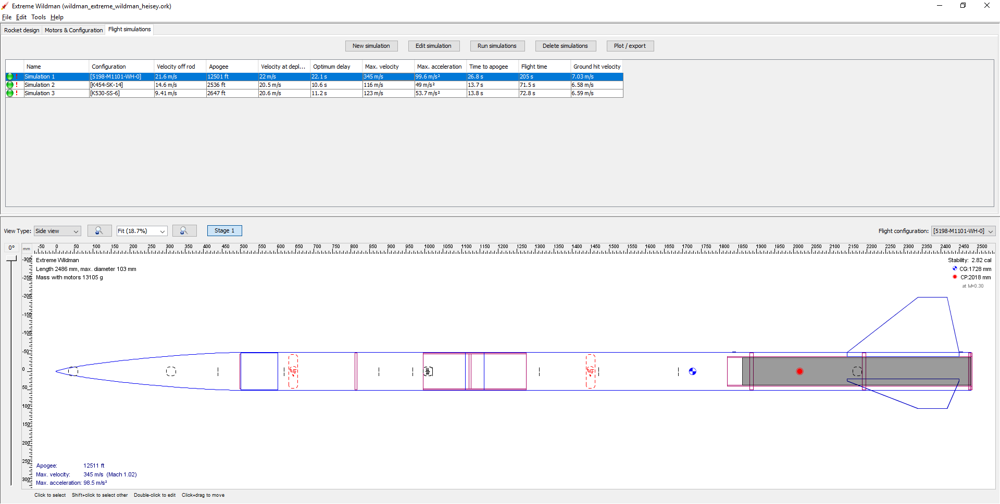 Extreme Wildman (wildman_extreme_wildman_heisey.ork)
File Edit Tools Help
Rocket design Motors & Configuration Flight simulations
New simulation Edit simulation Run simulations Delete simulations Plot / export
Name Configuration Velocity off rod Apogee Velocity at depl... Optimum delay Max. velocity Max. acceleration Time to apogee Flight time Ground hit velocity
! Simulation 1 [5198-M1101-WH-0] 21.6 m/s 12501 ft 22 m/s 22.1 s 345 m/s 99.6 m/s² 26.8 s 205 s 7.03 m/s
! Simulation 2 [K454-SK-14] 14.6 m/s 2536 ft 20.5 m/s 10.6 s 116 m/s 49 m/s² 13.7 s 71.5 s 6.58 m/s
! Simulation 3 [K530-SS-6] 9.41 m/s 2647 ft 20.6 m/s 11.2 s 123 m/s 53.7 m/s² 13.8 s 72.8 s 6.59 m/s
View Type: Side view Fit (18.7%) Stage 1 Flight configuration: [5198-M1101-WH-0]
0° mm -50 0 50 100 150 200 250 300 350 400 450 500 550 600 650 700 750 800 850 900 950 1000 1050 1100 1150 1200 1250 1300 1350 1400 1450 1500 1550 1600 1650 1700 1750 1800 1850 1900 1950 2000 2050 2100 2150 2200 2250 2300 2350 2400 2450 2500
-300
-250
-200
-150
-100
-50
0
50
100
150
200
250
300
Extreme Wildman
Length 2486 mm, max. diameter 103 mm
Mass with motors 13105 g
Stability: 2.82 cal
CG:1728 mm
CP:2018 mm
at M=0.30
Apogee: 12511 ft
Max. velocity: 345 m/s (Mach 1.02)
Max. acceleration: 98.5 m/s²
Click to select Shift+click to select other Double-click to edit Click+drag to move